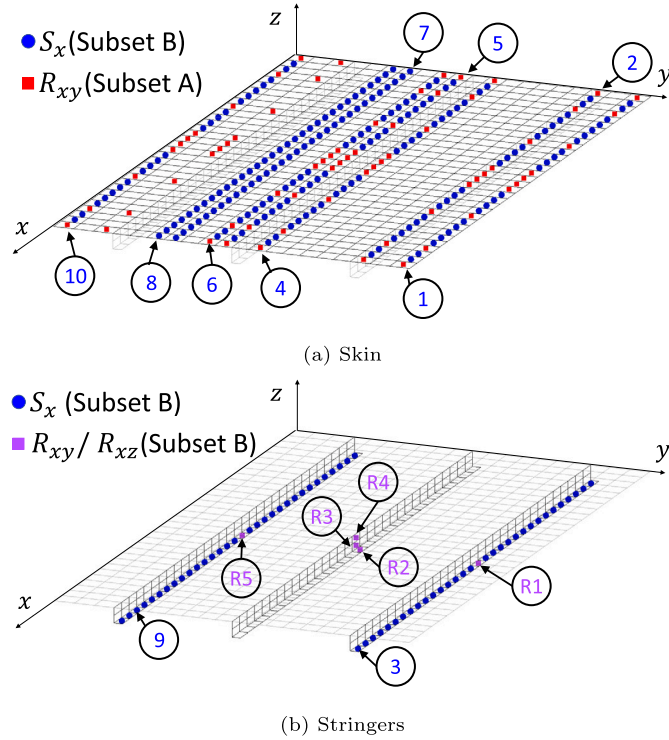 z
7
5
2
y
S_x(Subset B)
R_xy(Subset A)
x
10
8
6
4
1
(a) Skin
z
y
S_x (Subset B)
R_xy/ R_xz(Subset B)
R4
R3
R5
R2
R1
x
9
3
(b) Stringers